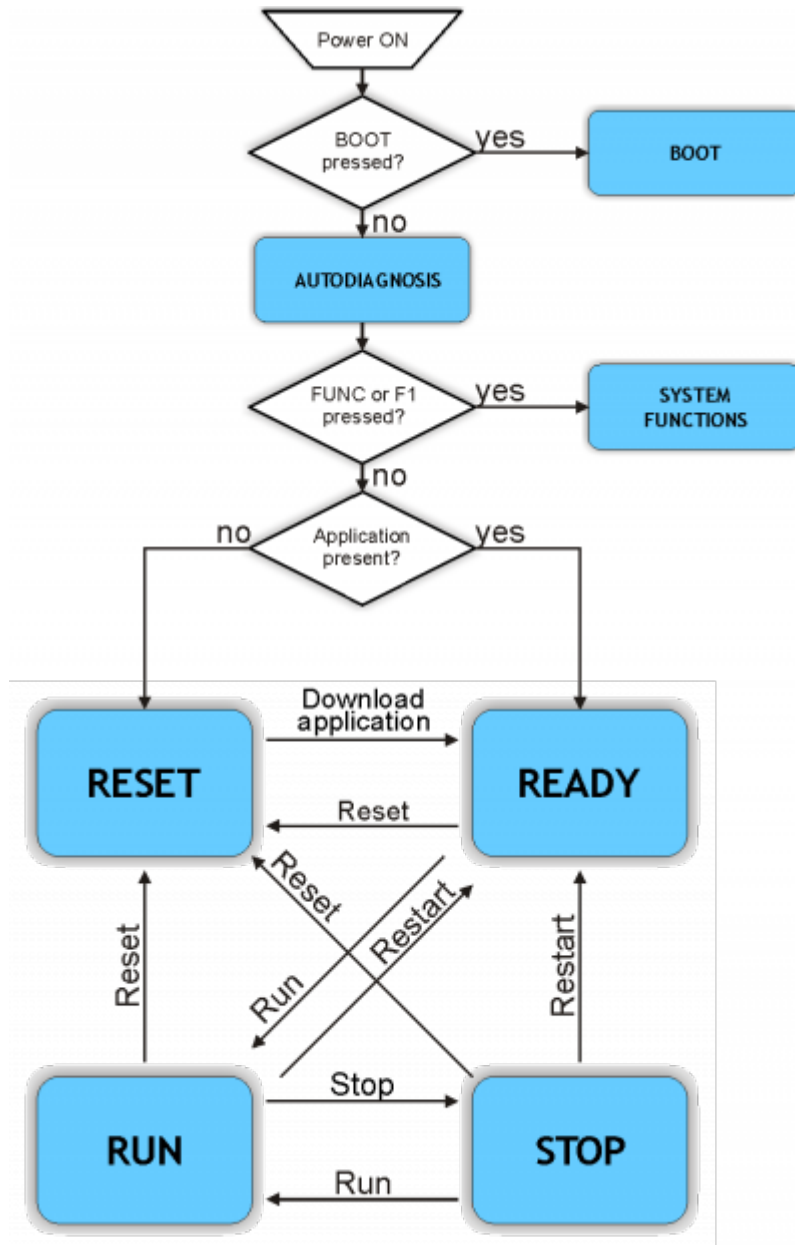 Power ON
BOOT
pressed?
yes
BOOT
no
AUTODIAGNOSIS
FUNC or F1
pressed?
yes
SYSTEM
FUNCTIONS
no
no
Application
present?
yes
Download
application
RESET
READY
Reset
Reset
Restart
Reset
Run
Restart
Stop
RUN
STOP
Run